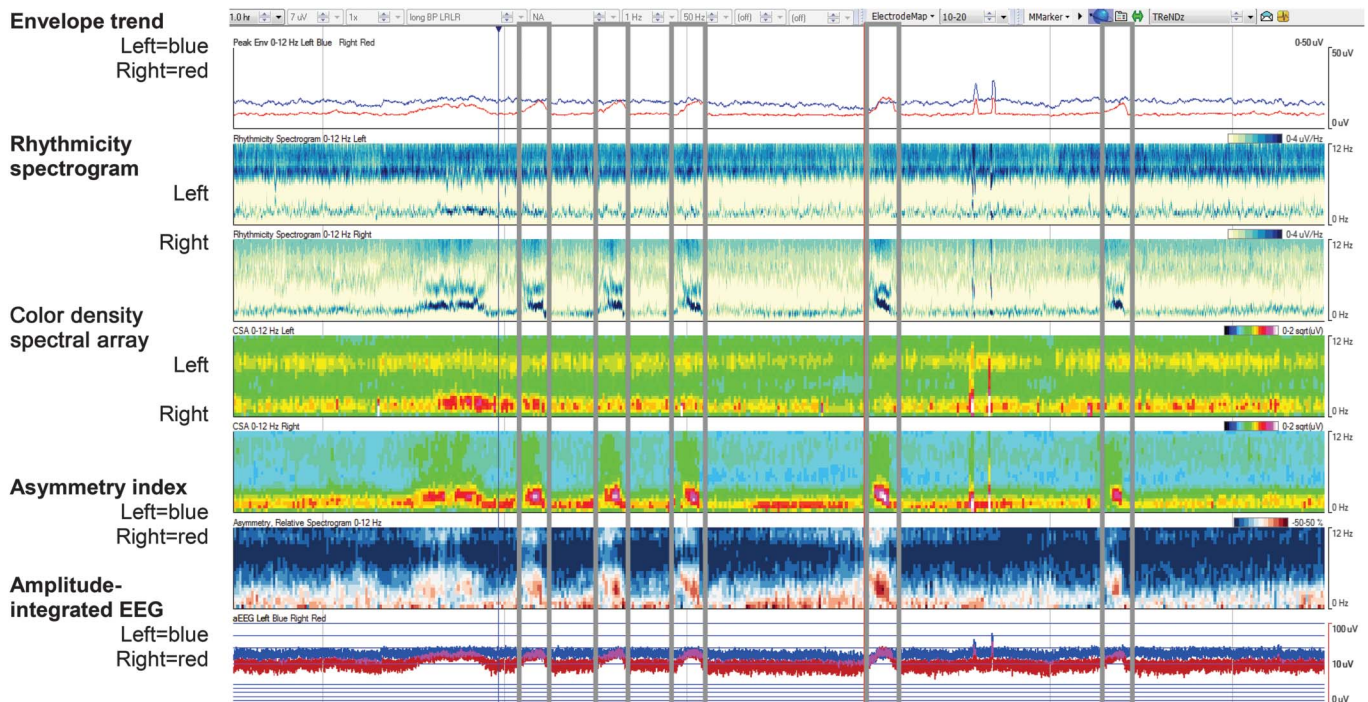 1.0 hr 7 uV 1x long BP LRLR NA 1 Hz 50 Hz (off) (off) ElectrodeMap 10-20 MMarker TReNDz
Envelope trend
Left=blue
Right=red
Peak Env 0-12 Hz Left Blue Right Red
0-50 uV
50 uV
0 uV
Rhythmicity
spectrogram
Left
Right
Rhythmicity Spectrogram 0-12 Hz Left
0-4 uV/Hz
12 Hz
0 Hz
Rhythmicity Spectrogram 0-12 Hz Right
0-4 uV/Hz
12 Hz
0 Hz
Color density
spectral array
Left
Right
CSA 0-12 Hz Left
0-2 sqrt(uV)
12 Hz
0 Hz
CSA 0-12 Hz Right
0-2 sqrt(uV)
12 Hz
0 Hz
Asymmetry index
Left=blue
Right=red
Asymmetry, Relative Spectrogram 0-12 Hz
-50-50 %
12 Hz
0 Hz
Amplitude-
integrated EEG
Left=blue
Right=red
aEEG Left Blue Right Red
100 uV
10 uV
0 uV